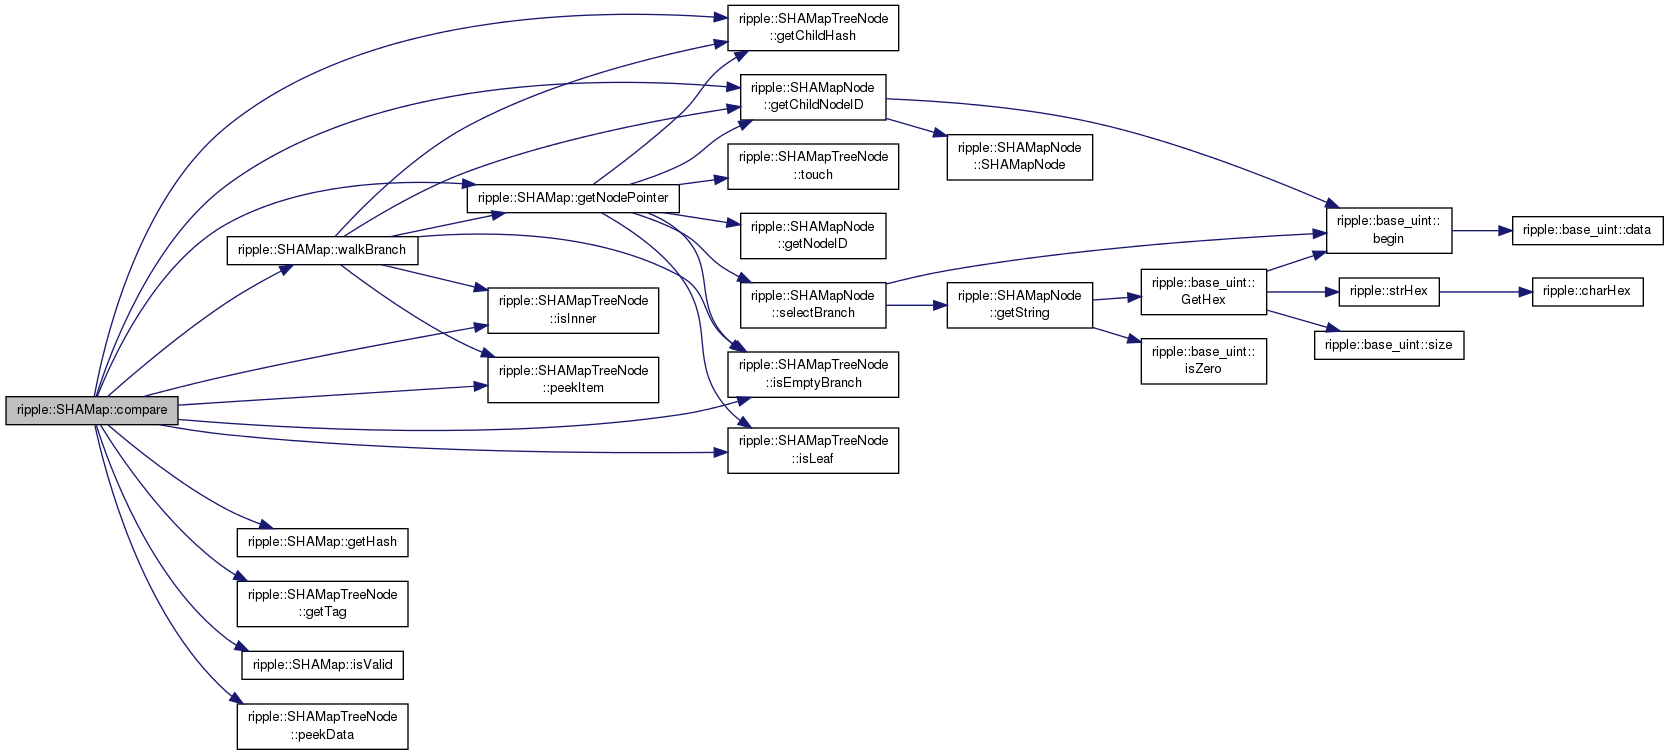 ripple::SHAMap::compare
ripple::SHAMapTreeNode
::getChildHash
ripple::SHAMapNode
::getChildNodeID
ripple::SHAMapTreeNode
::touch
ripple::SHAMap::getNodePointer
ripple::SHAMapNode
::getNodeID
ripple::SHAMap::walkBranch
ripple::SHAMapTreeNode
::isInner
ripple::SHAMapNode
::selectBranch
ripple::SHAMapTreeNode
::peekItem
ripple::SHAMapTreeNode
::isEmptyBranch
ripple::SHAMapTreeNode
::isLeaf
ripple::SHAMap::getHash
ripple::SHAMapTreeNode
::getTag
ripple::SHAMap::isValid
ripple::SHAMapTreeNode
::peekData
ripple::SHAMapNode
::SHAMapNode
ripple::SHAMapNode
::getString
ripple::base_uint::
begin
ripple::base_uint::data
ripple::base_uint::
GetHex
ripple::strHex
ripple::charHex
ripple::base_uint::size
ripple::base_uint::
isZero